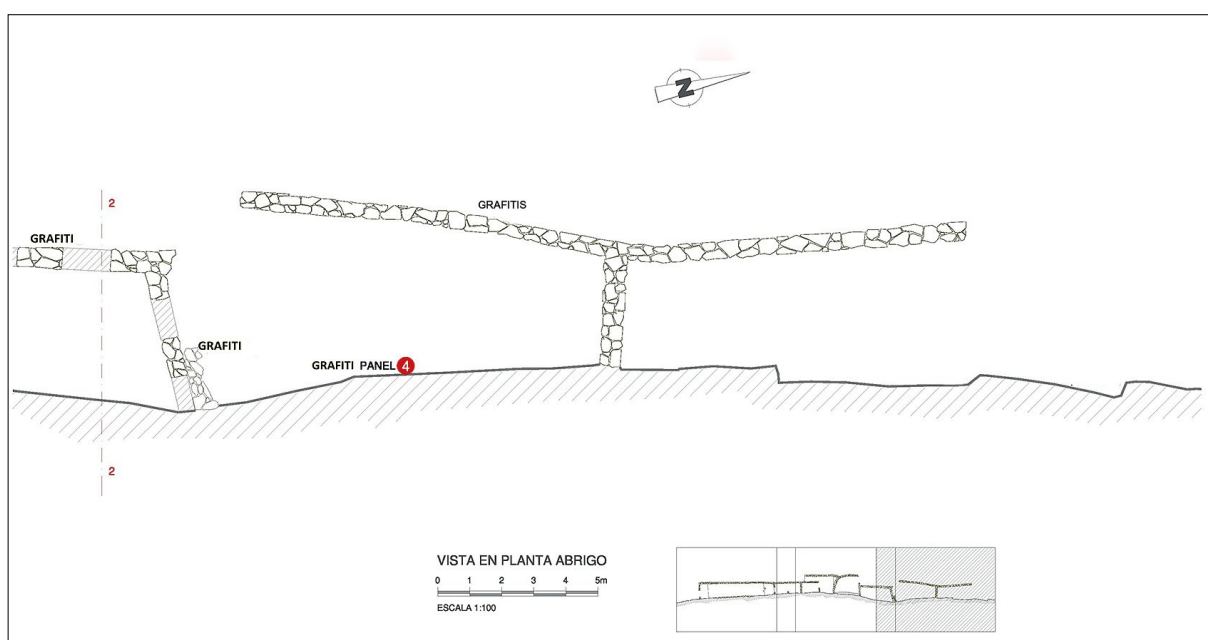 N
2
GRAFITIS
GRAFITI
GRAFITI
GRAFITI PANEL 4
2
VISTA EN PLANTA ABRIGO
0 1 2 3 4 5m
ESCALA 1:100